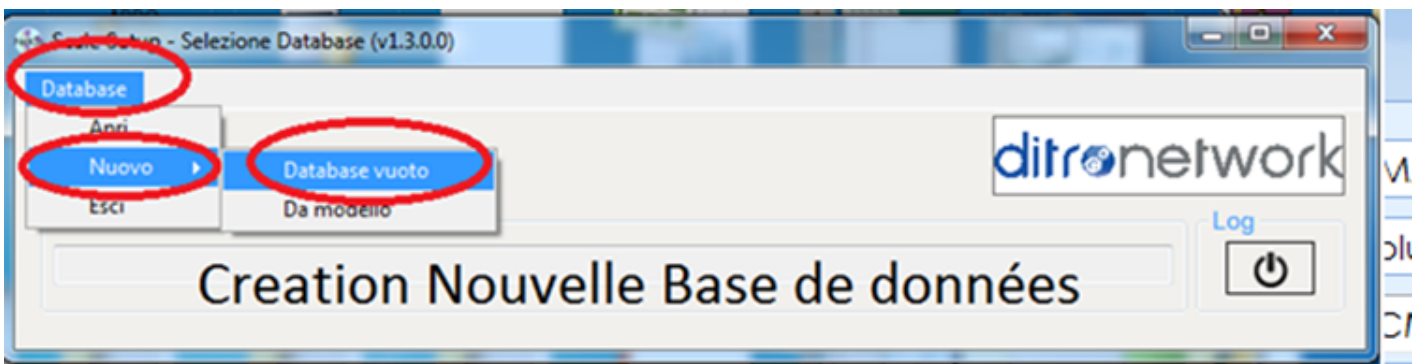 Scale Setup - Selezione Database (v1.3.0.0)
Database
Apri
Nuovo
Database vuoto
Esci
Da modello
ditronetwork
Log
Creation Nouvelle Base de données